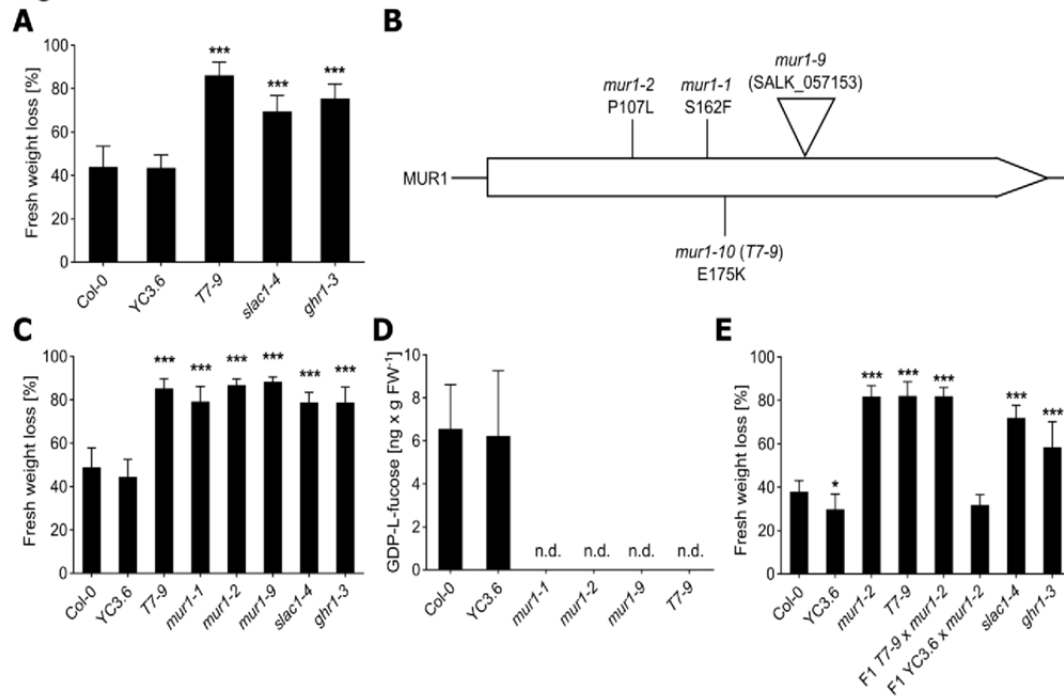 A
Fresh weight loss [%]
100
80
60
40
20
0
***
***
***
Col-0
YC3.6
T7-9
slac1-4
ghr1-3
B
mur1-9
(SALK_057153)
mur1-2
P107L
mur1-1
S162F
MUR1
mur1-10 (T7-9)
E175K
C
Fresh weight loss [%]
100
80
60
40
20
0
***
***
***
***
***
***
Col-0
YC3.6
T7-9
mur1-1
mur1-2
mur1-9
slac1-4
ghr1-3
D
GDP-L-fucose [ng x g FW-1]
10
8
6
4
2
0
n.d.
n.d.
n.d.
n.d.
Col-0
YC3.6
mur1-1
mur1-2
mur1-9
T7-9
E
Fresh weight loss [%]
100
80
60
40
20
0
*
***
***
***
***
***
Col-0
YC3.6
mur1-2
T7-9
F1 T7-9 x mur1-2
F1 YC3.6 x mur1-2
slac1-4
ghr1-3